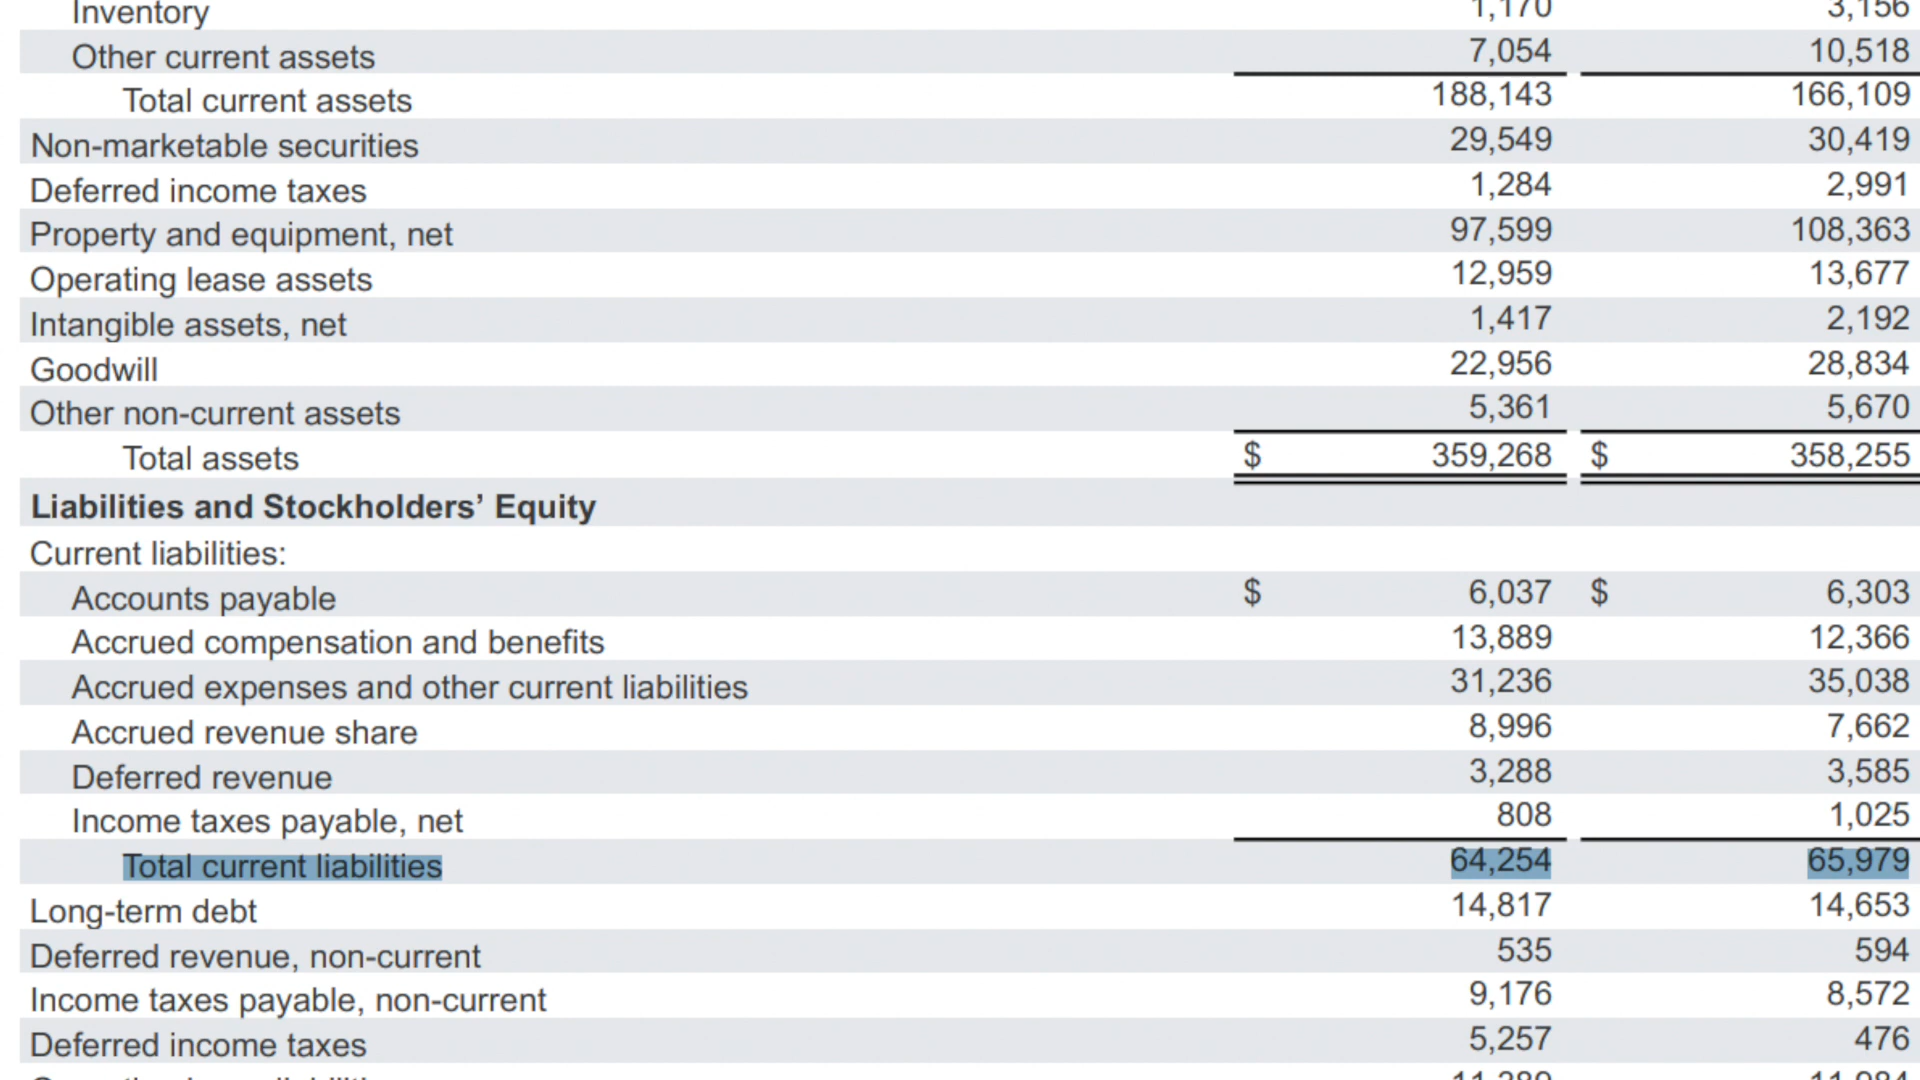 Inventory 1,170 3,156
Other current assets 7,054 10,518
Total current assets 188,143 166,109
Non-marketable securities 29,549 30,419
Deferred income taxes 1,284 2,991
Property and equipment, net 97,599 108,363
Operating lease assets 12,959 13,677
Intangible assets, net 1,417 2,192
Goodwill 22,956 28,834
Other non-current assets 5,361 5,670
Total assets $ 359,268 $ 358,255
Liabilities and Stockholders’ Equity
Current liabilities:
Accounts payable $ 6,037 $ 6,303
Accrued compensation and benefits 13,889 12,366
Accrued expenses and other current liabilities 31,236 35,038
Accrued revenue share 8,996 7,662
Deferred revenue 3,288 3,585
Income taxes payable, net 808 1,025
Total current liabilities 64,254 65,979
Long-term debt 14,817 14,653
Deferred revenue, non-current 535 594
Income taxes payable, non-current 9,176 8,572
Deferred income taxes 5,257 476